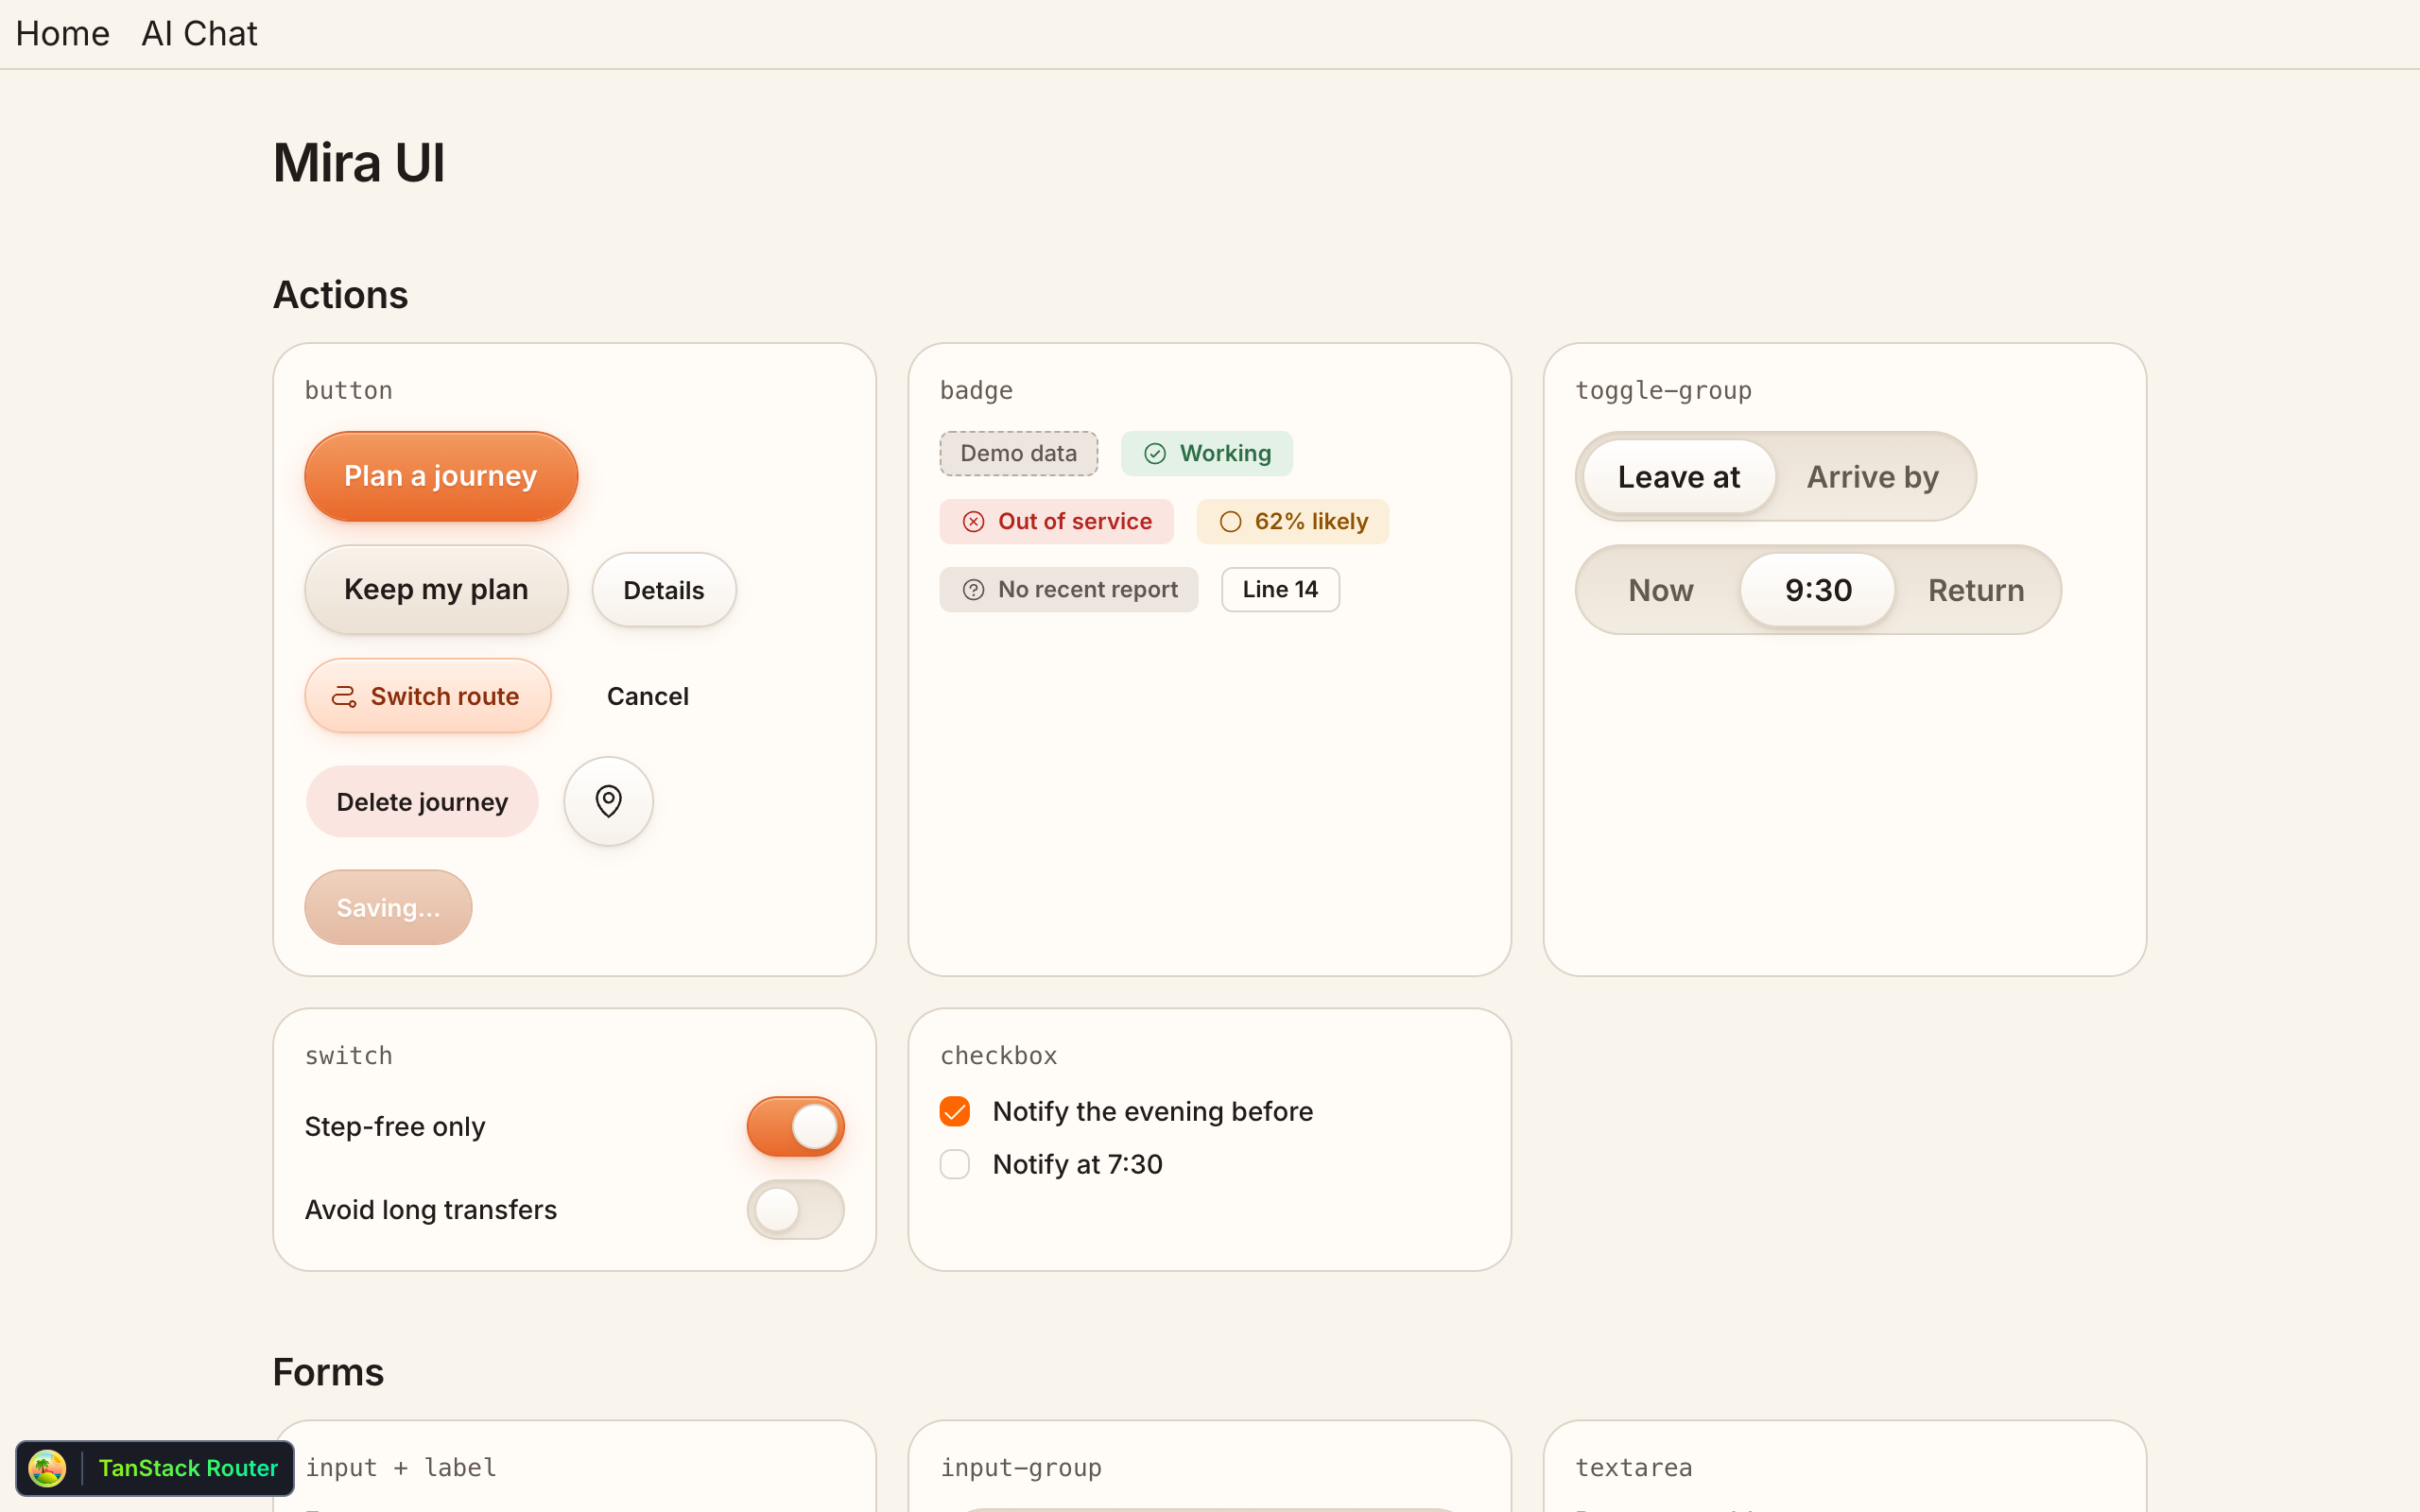 Home AI Chat
Mira UI
Actions
button
Plan a journey
Keep my plan Details
Switch route Cancel
Delete journey
Saving...
badge
Demo data Working
Out of service 62% likely
No recent report Line 14
toggle-group
Leave at Arrive by
Now 9:30 Return
switch
Step-free only
Avoid long transfers
checkbox
Notify the evening before
Notify at 7:30
Forms
TanStack Router
input + label
input-group
textarea